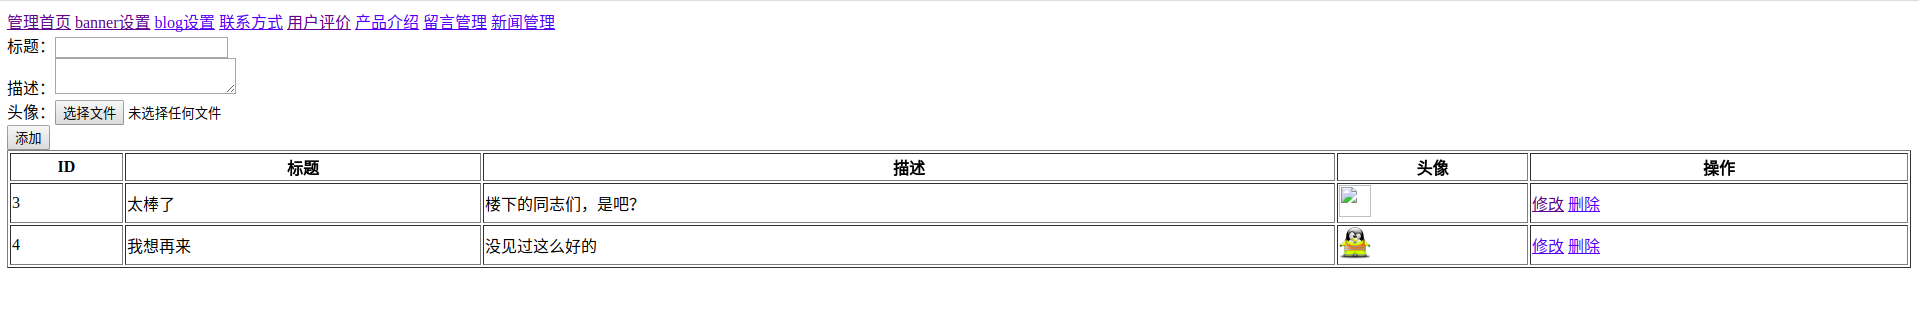 管理首页 banner设置 blog设置 联系方式 用户评价 产品介绍 留言管理 新闻管理
标题：
描述：
头像： 选择文件 未选择任何文件
添加
ID 标题 描述 头像 操作
3 太棒了 楼下的同志们，是吧? 修改 删除
4 我想再来 没见过这么好的 修改 删除